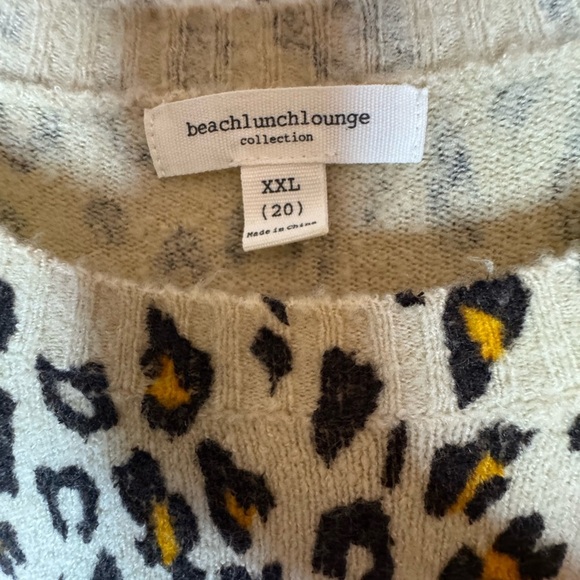 beachlunchlounge
collection
XXL
(20)
Made in China